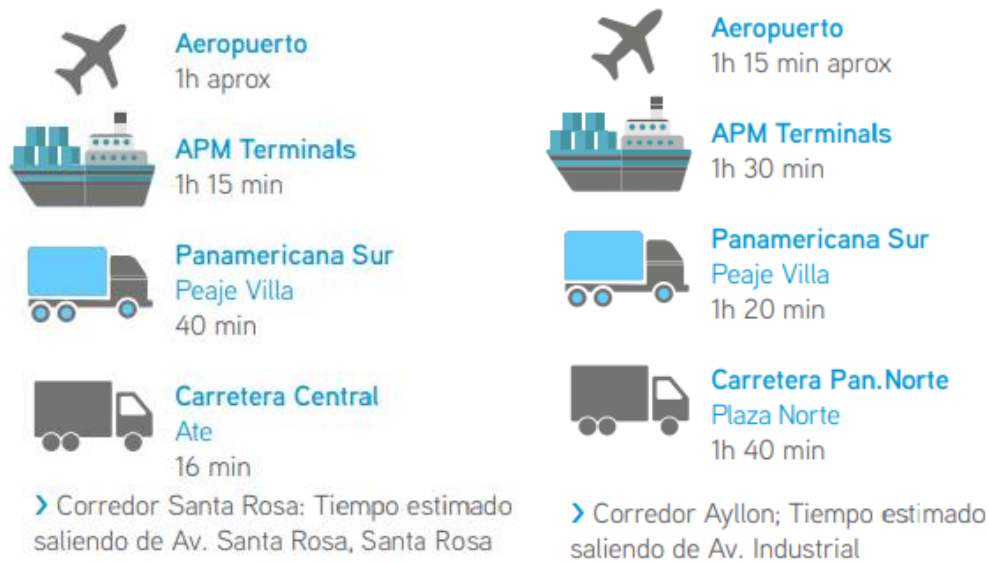 Aeropuerto
1h aprox
APM Terminals
1h 15 min
Panamericana Sur
Peaje Villa
40 min
Carretera Central
Ate
16 min
› Corredor Santa Rosa: Tiempo estimado
saliendo de Av. Santa Rosa, Santa Rosa
Aeropuerto
1h 15 min aprox
APM Terminals
1h 30 min
Panamericana Sur
Peaje Villa
1h 20 min
Carretera Pan.Norte
Plaza Norte
1h 40 min
› Corredor Ayllon; Tiempo estimado
saliendo de Av. Industrial